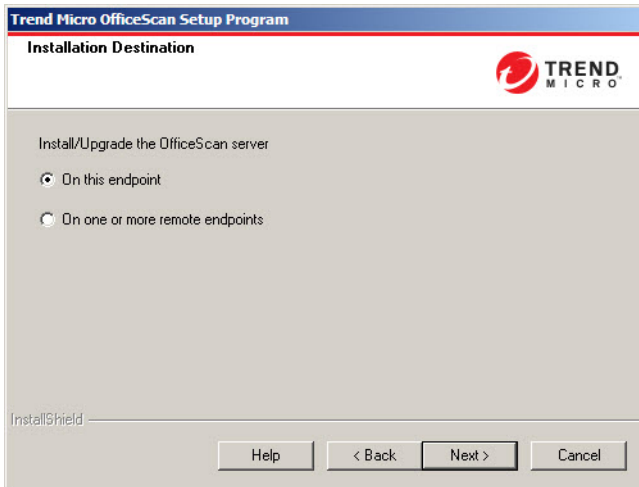 Trend Micro OfficeScan Setup Program
Installation Destination
TREND
MICRO
Install/Upgrade the OfficeScan server
On this endpoint
On one or more remote endpoints
InstallShield
Help
< Back
Next >
Cancel